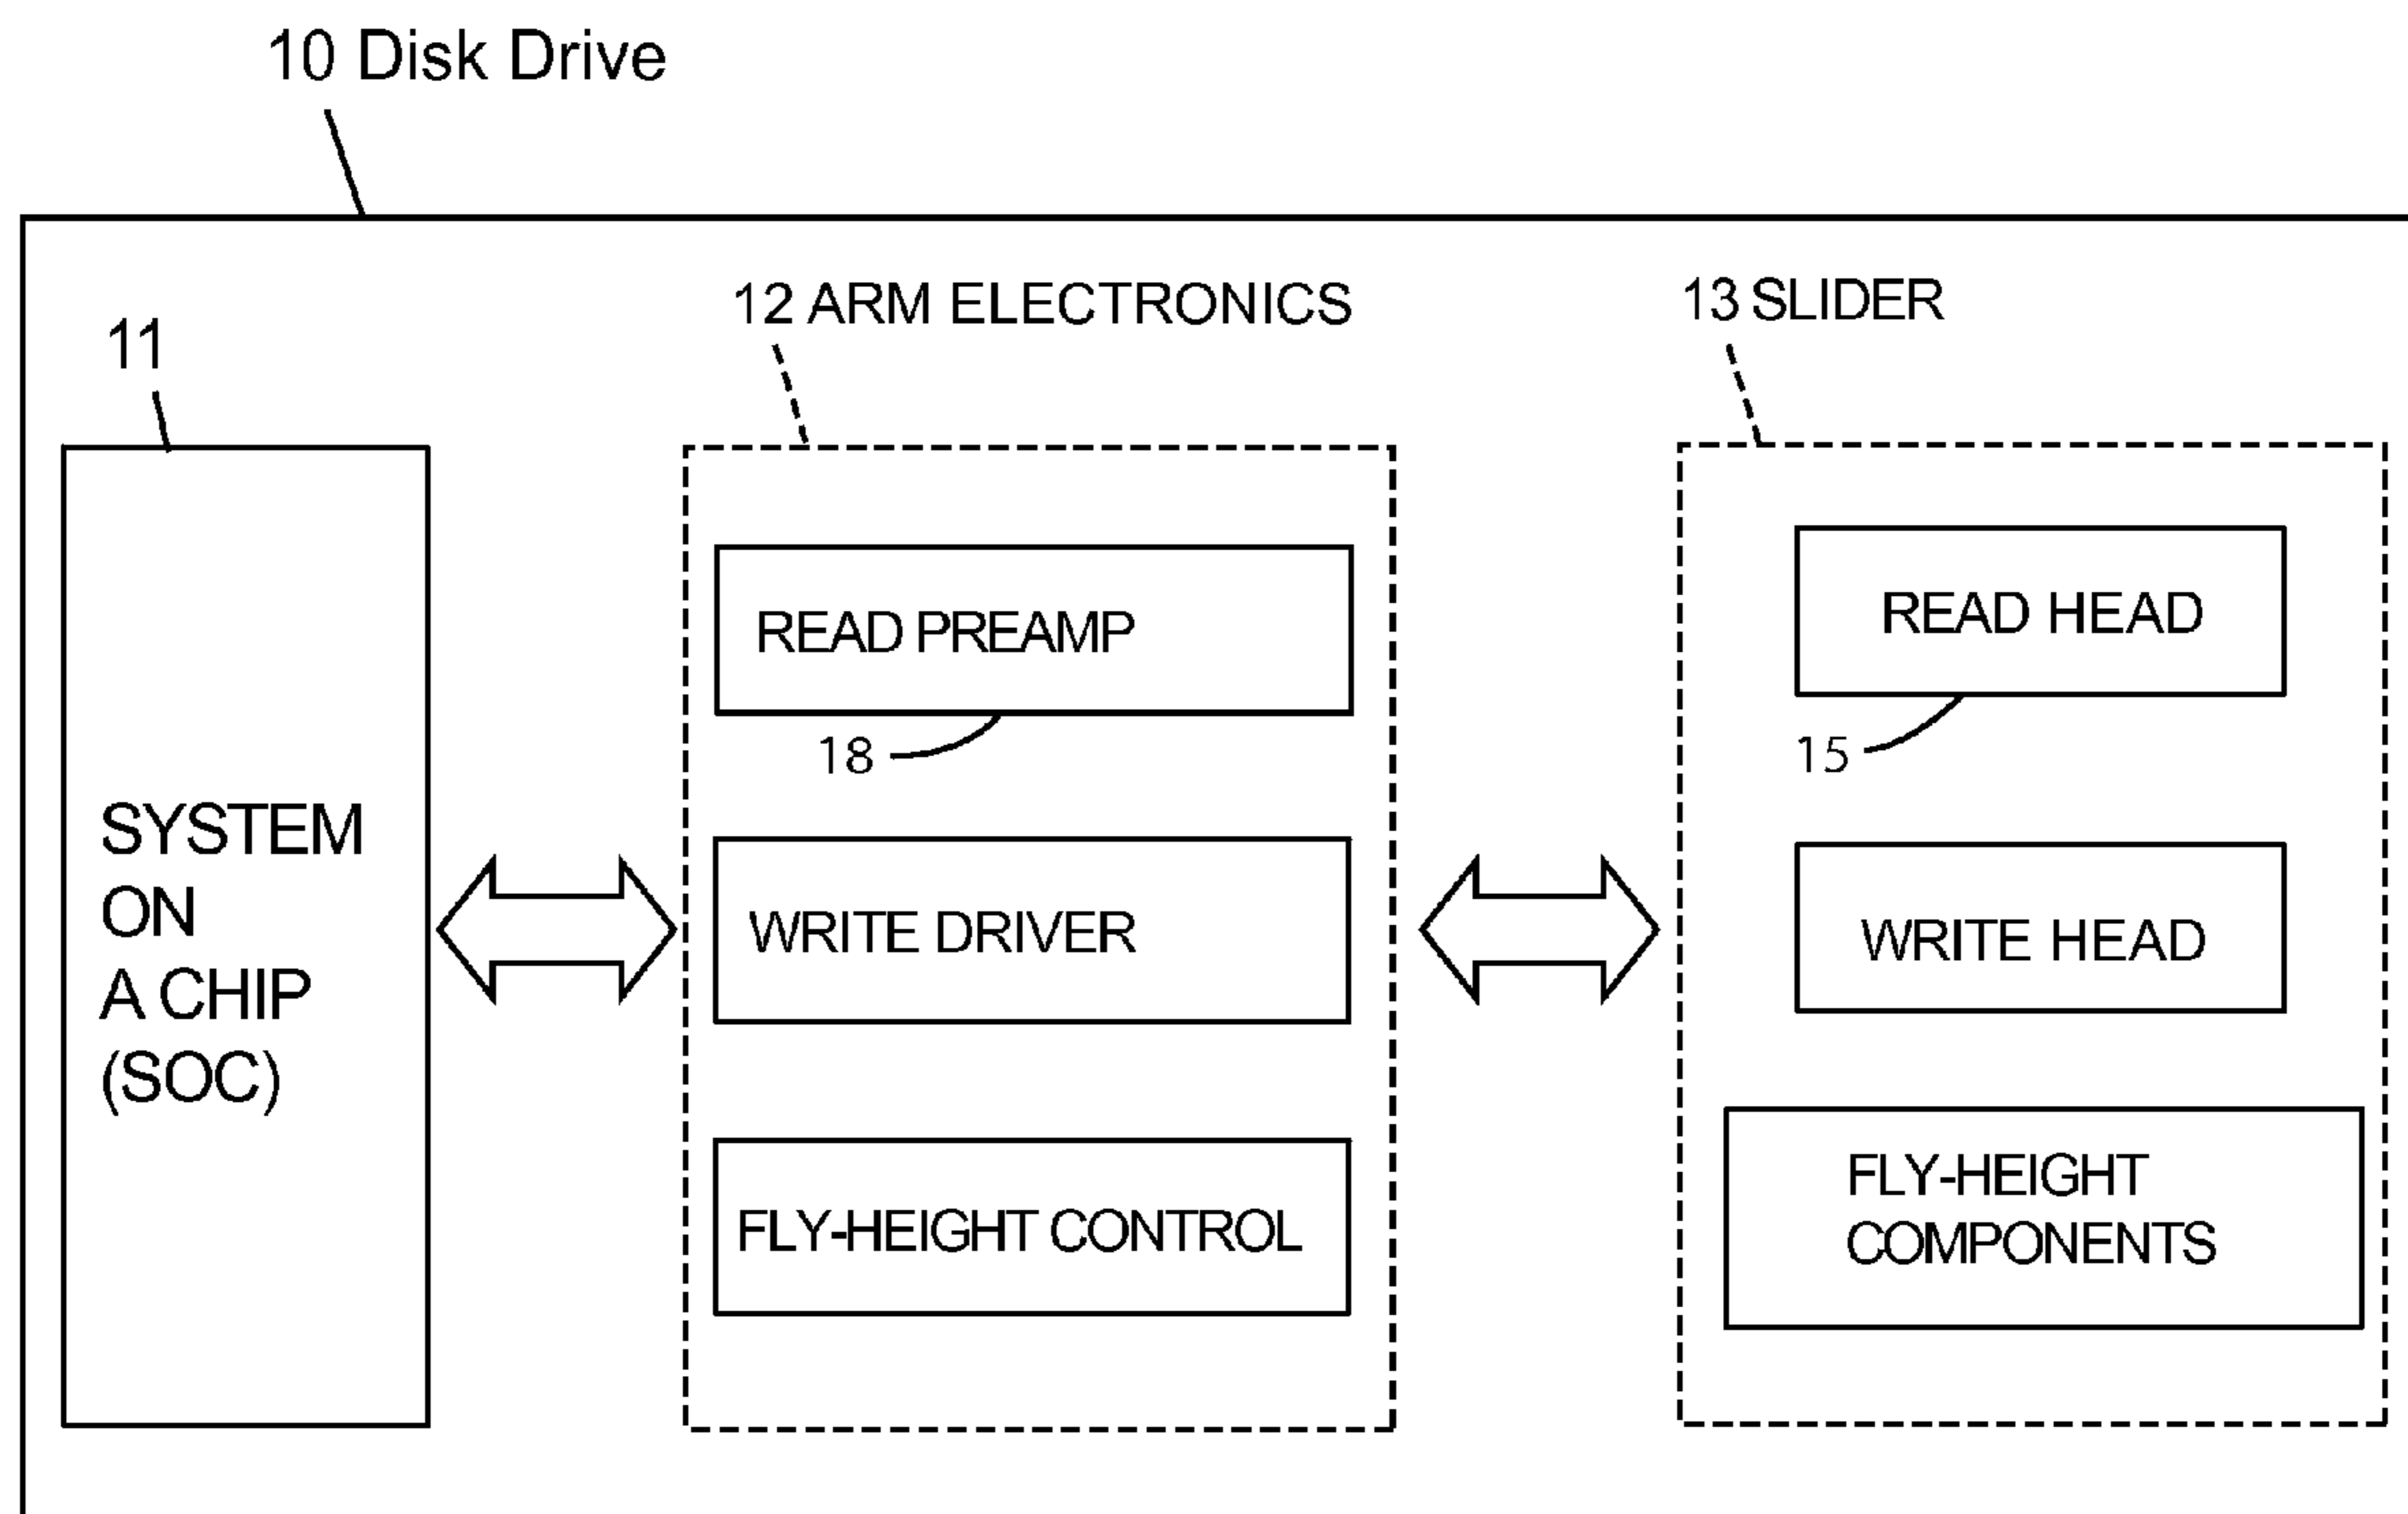 10 Disk Drive
11
12 ARM ELECTRONICS
13 SLIDER
SYSTEM
ON
A CHIP
(SOC)
READ PREAMP
18
WRITE DRIVER
FLY-HEIGHT CONTROL
READ HEAD
15
WRITE HEAD
FLY-HEIGHT
COMPONENTS